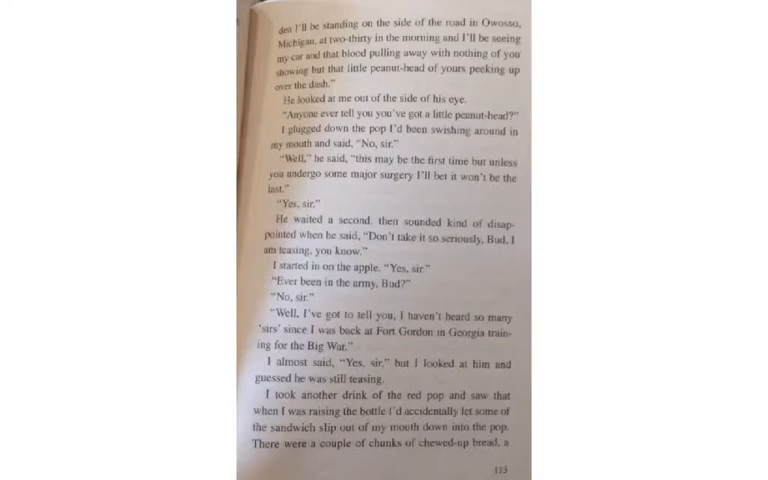 den I'll be standing on the side of the road in Owosso,
Michigan, at two-thirty in the morning and I'll be seeing
my car and that blood pulling away with nothing of you
showing but that little peanut-head of yours peeking up
over the dash."
He looked at me out of the side of his eye.
"Anyone ever tell you you've got a little peanut-head?"
I glugged down the pop I'd been swishing around in
my mouth and said, "No, sir."
"Well," he said, "this may be the first time but unless
you undergo some major surgery I'll bet it won't be the
last."
"Yes, sir."
He waited a second, then sounded kind of disap-
pointed when he said, "Don't take it so seriously, Bud, I
am teasing, you know."
I started in on the apple. "Yes, sir."
"Ever been in the army, Bud?"
"No, sir."
"Well, I've got to tell you, I haven't heard so many
'sirs' since I was back at Fort Gordon in Georgia train-
ing for the Big War."
I almost said, "Yes, sir," but I looked at him and
guessed he was still teasing.
I took another drink of the red pop and saw that
when I was raising the bottle I'd accidentally let some of
the sandwich slip out of my mouth down into the pop.
There were a couple of chunks of chewed-up bread, a
113